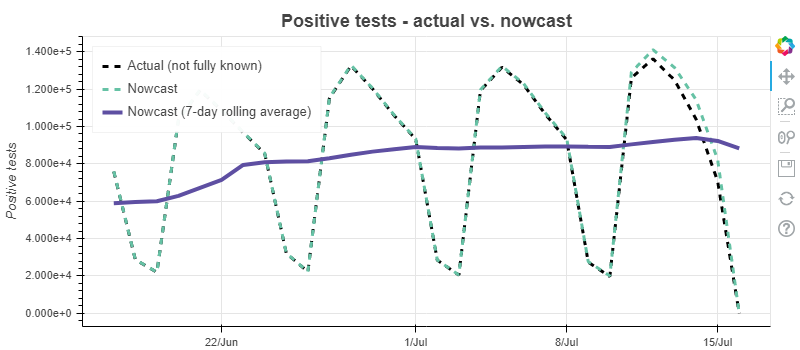 Positive tests - actual vs. nowcast
1.400e+5
1.200e+5
1.000e+5
8.000e+4
6.000e+4
4.000e+4
2.000e+4
0.000e+0
Positive tests
Actual (not fully known)
Nowcast
Nowcast (7-day rolling average)
22/Jun
1/Jul
8/Jul
15/Jul